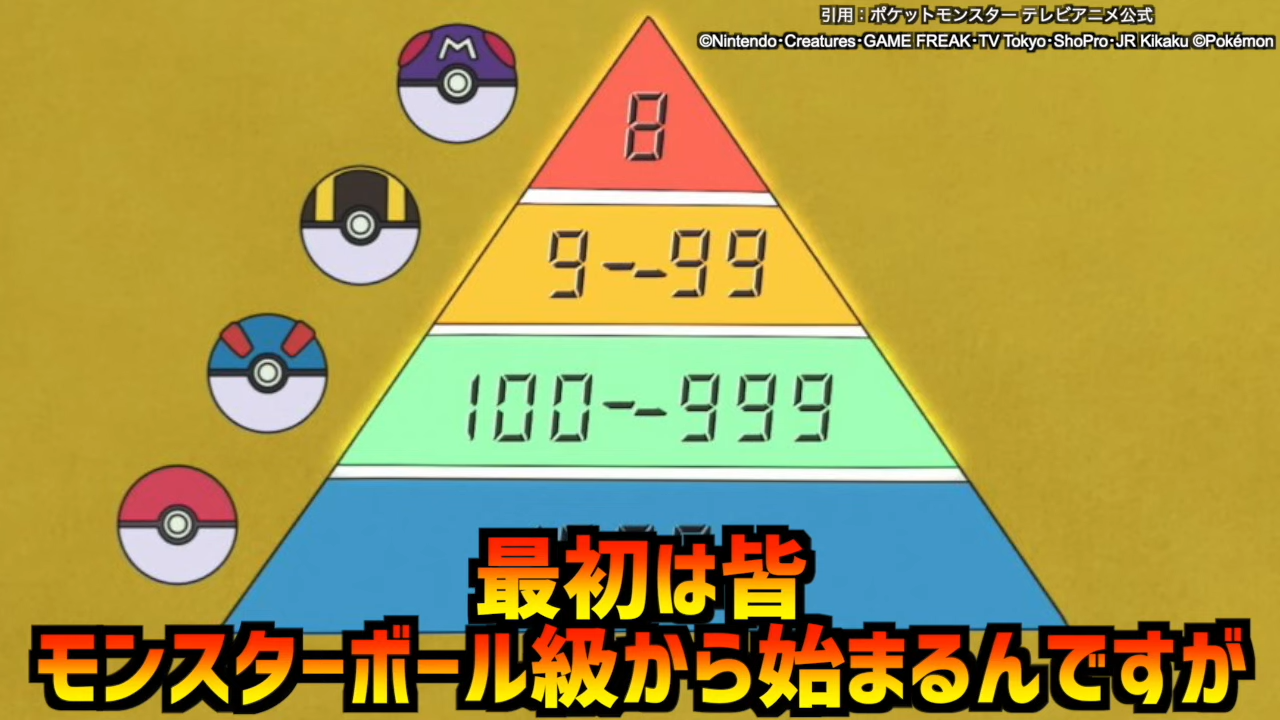 引用：ポケットモンスター テレビアニメ公式
©Nintendo･Creatures･GAME FREAK･TV Tokyo･ShoPro･JR Kikaku ©Pokémon
M
8
9--99
100--999
最初は皆
モンスターボール級から始まるんですが